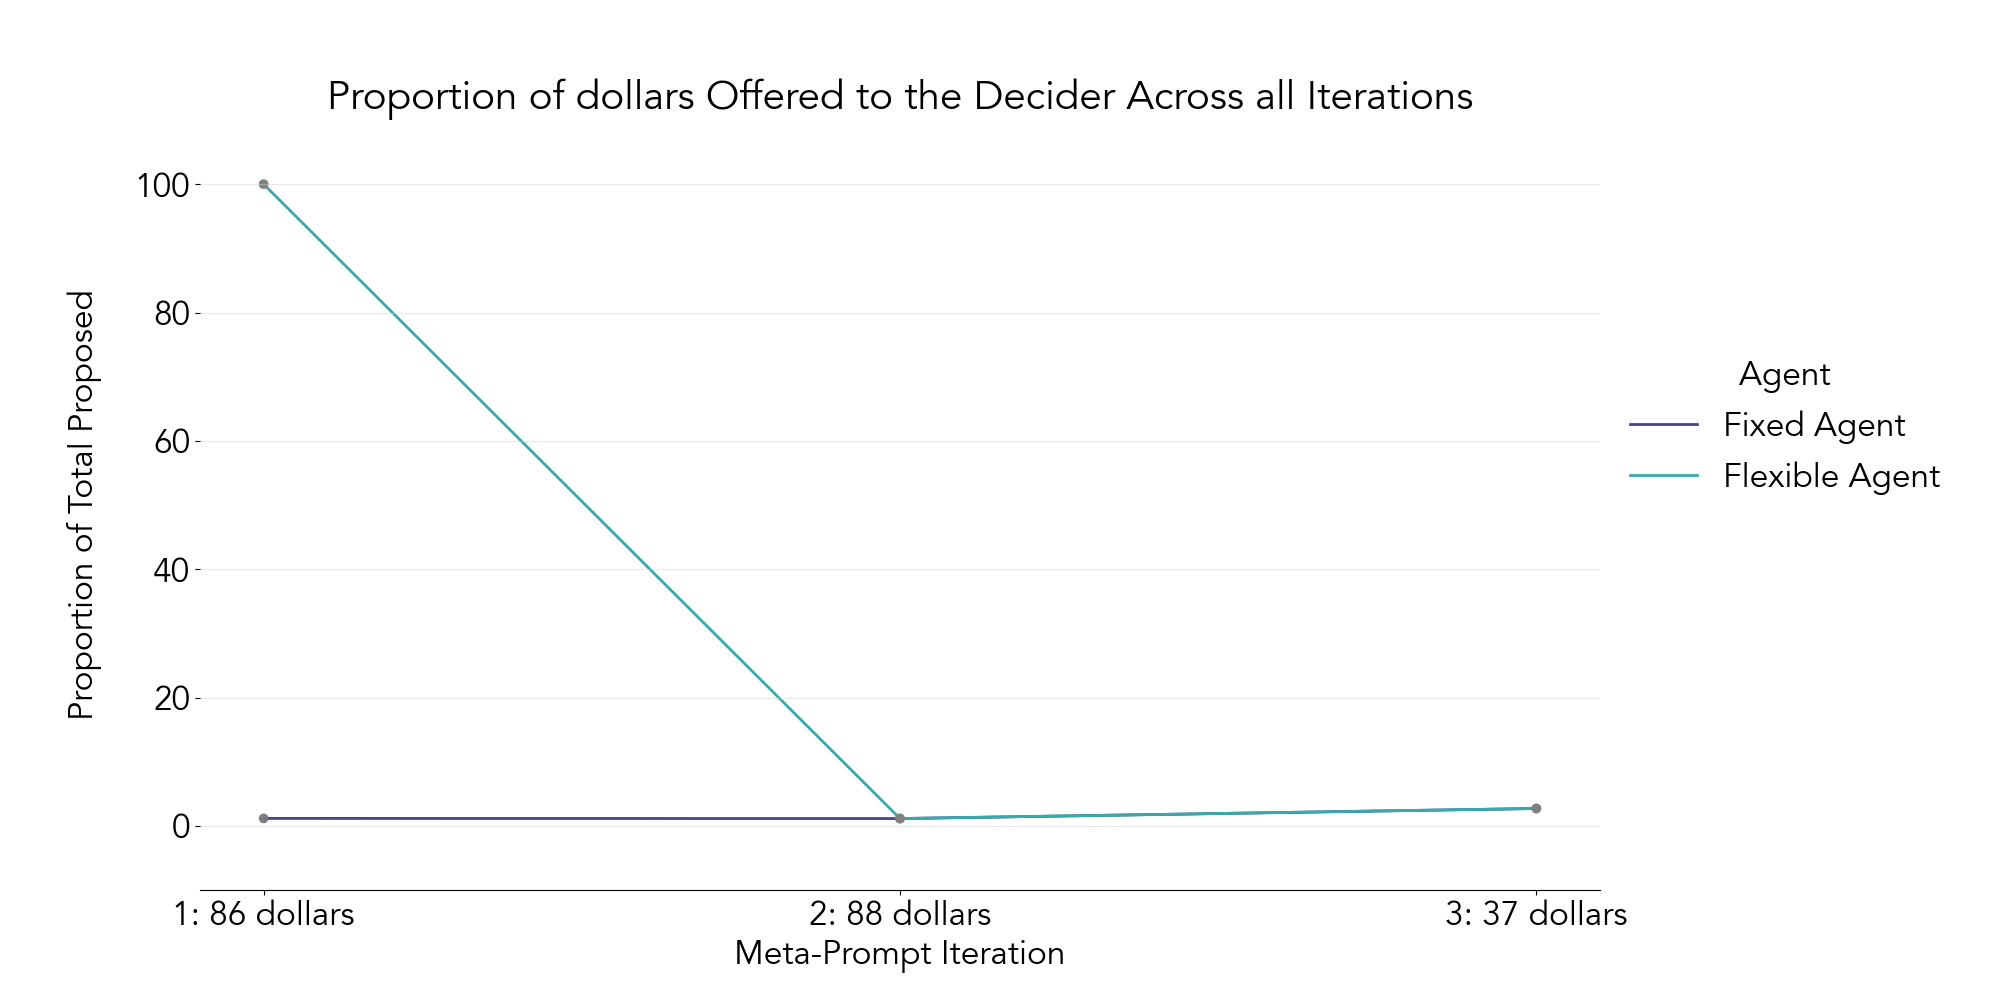 Proportion of dollars Offered to the Decider Across all Iterations
Proportion of Total Proposed
100
80
60
40
20
0
1: 86 dollars
2: 88 dollars
3: 37 dollars
Meta-Prompt Iteration
Agent
Fixed Agent
Flexible Agent